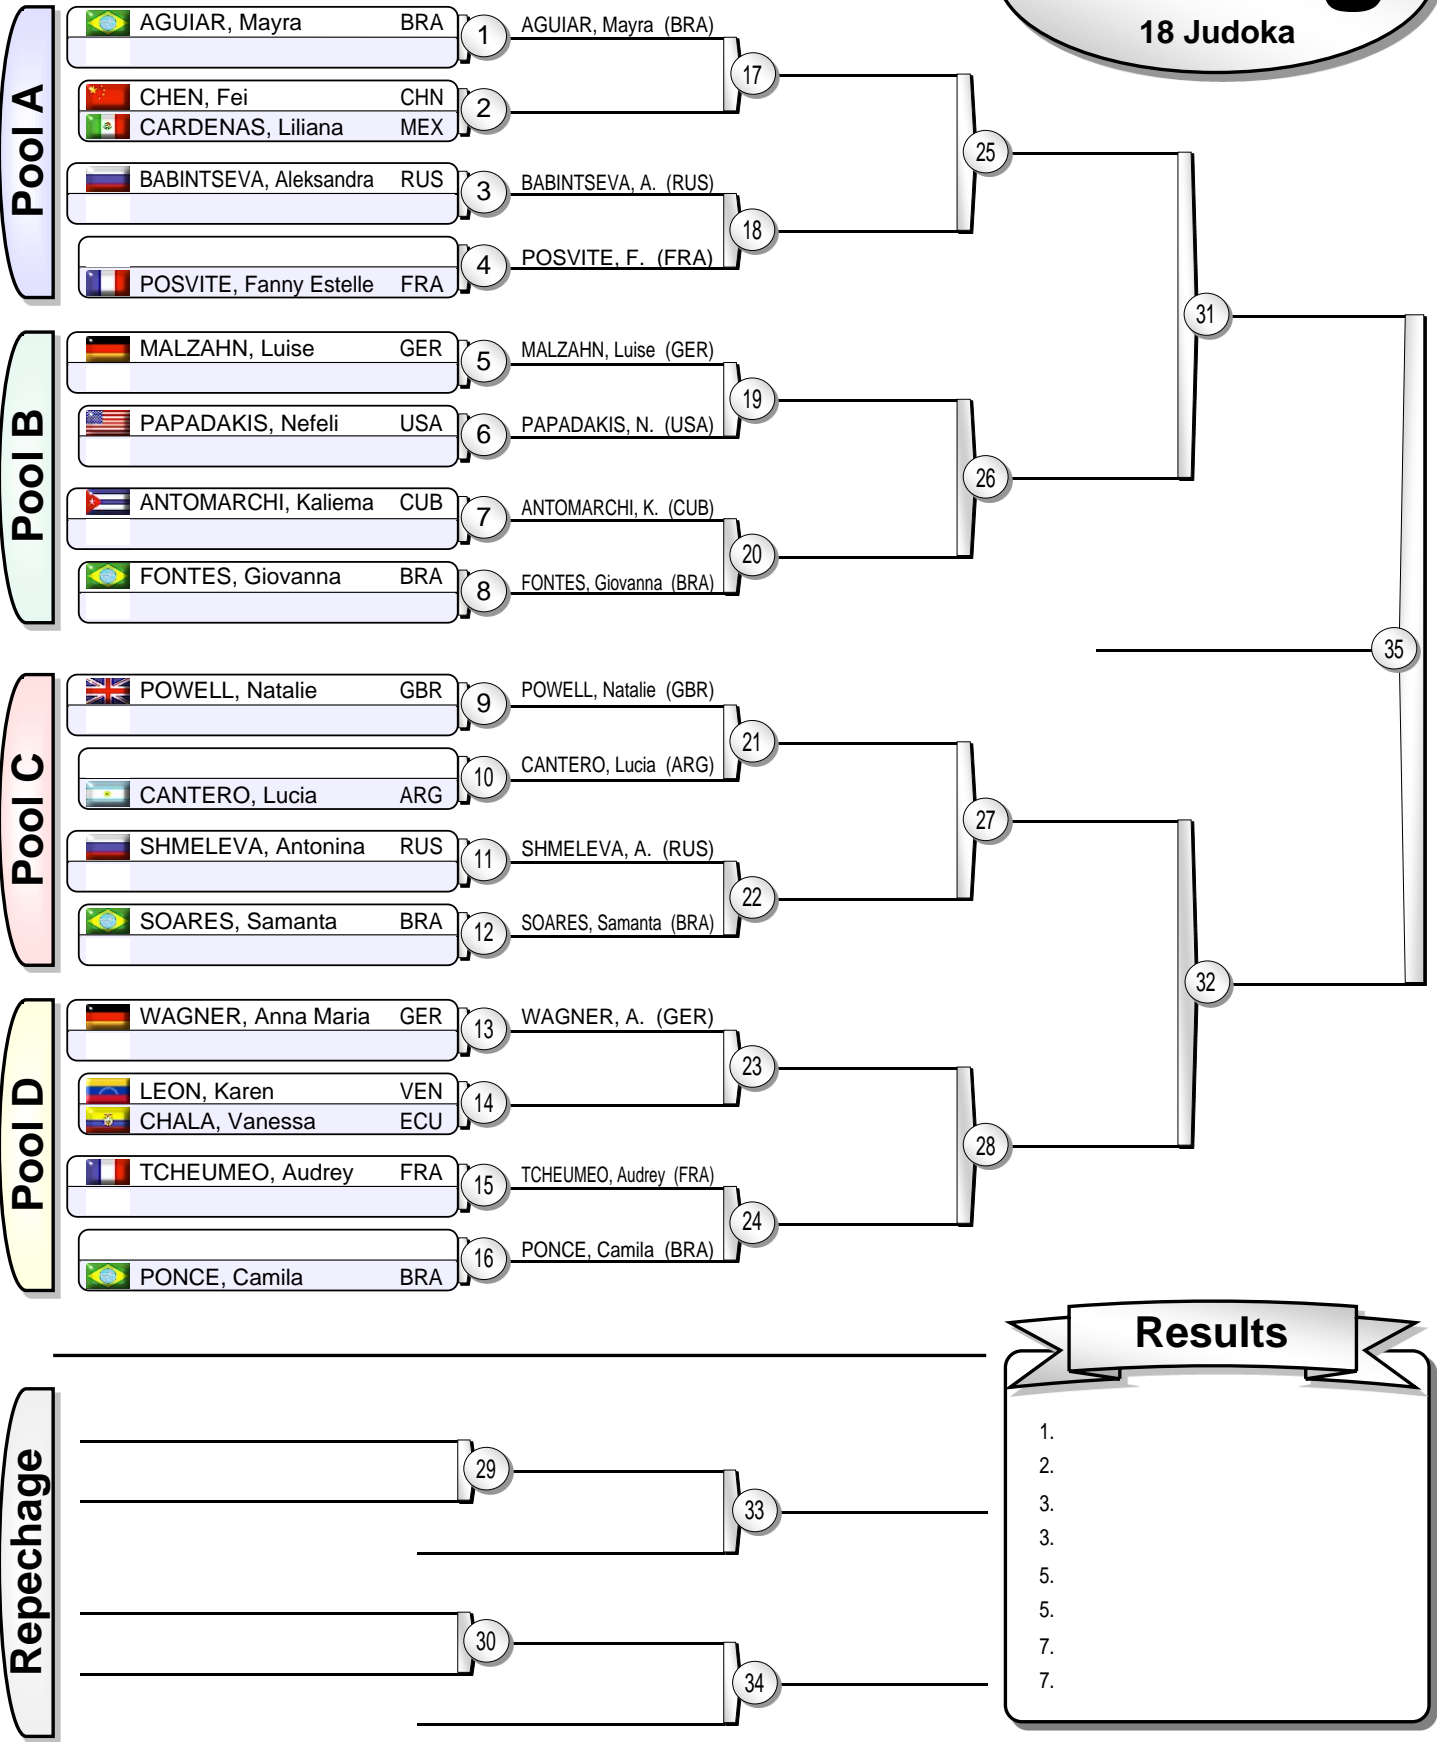 18 Judoka
Pool A
AGUIAR, Mayra BRA
1
AGUIAR, Mayra (BRA)
17
CHEN, Fei CHN
CARDENAS, Liliana MEX
2
25
BABINTSEVA, Aleksandra RUS
3
BABINTSEVA, A. (RUS)
18
4
POSVITE, F. (FRA)
POSVITE, Fanny Estelle FRA
31
Pool B
MALZAHN, Luise GER
5
MALZAHN, Luise (GER)
19
PAPADAKIS, Nefeli USA
6
PAPADAKIS, N. (USA)
26
ANTOMARCHI, Kaliema CUB
7
ANTOMARCHI, K. (CUB)
20
FONTES, Giovanna BRA
8
FONTES, Giovanna (BRA)
35
Pool C
POWELL, Natalie GBR
9
POWELL, Natalie (GBR)
21
10
CANTERO, Lucia (ARG)
CANTERO, Lucia ARG
27
SHMELEVA, Antonina RUS
11
SHMELEVA, A. (RUS)
22
SOARES, Samanta BRA
12
SOARES, Samanta (BRA)
32
Pool D
WAGNER, Anna Maria GER
13
WAGNER, A. (GER)
23
LEON, Karen VEN
CHALA, Vanessa ECU
14
28
TCHEUMEO, Audrey FRA
15
TCHEUMEO, Audrey (FRA)
24
16
PONCE, Camila (BRA)
PONCE, Camila BRA
Repechage
29
33
30
34
Results
1.
2.
3.
3.
5.
5.
7.
7.